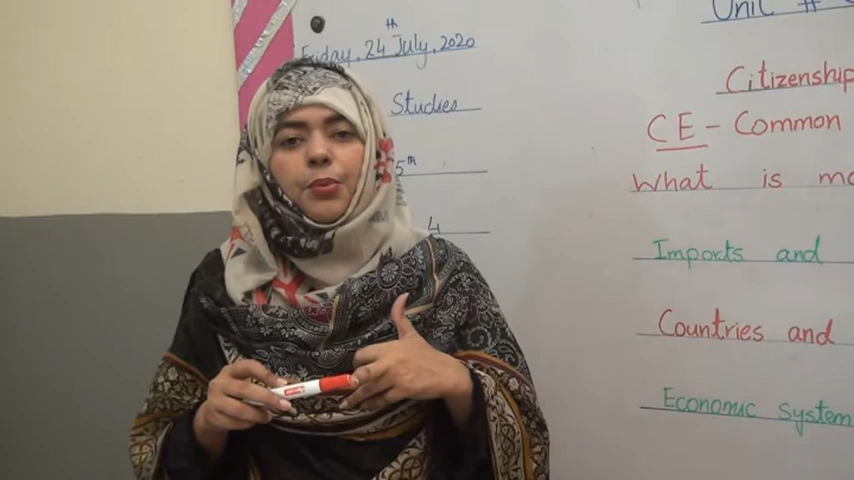 Friday, 24th July, 2020
Studies
5th
4
Unit #
Citizenship
CE - Common
What is
Imports and
Countries and
Economic system